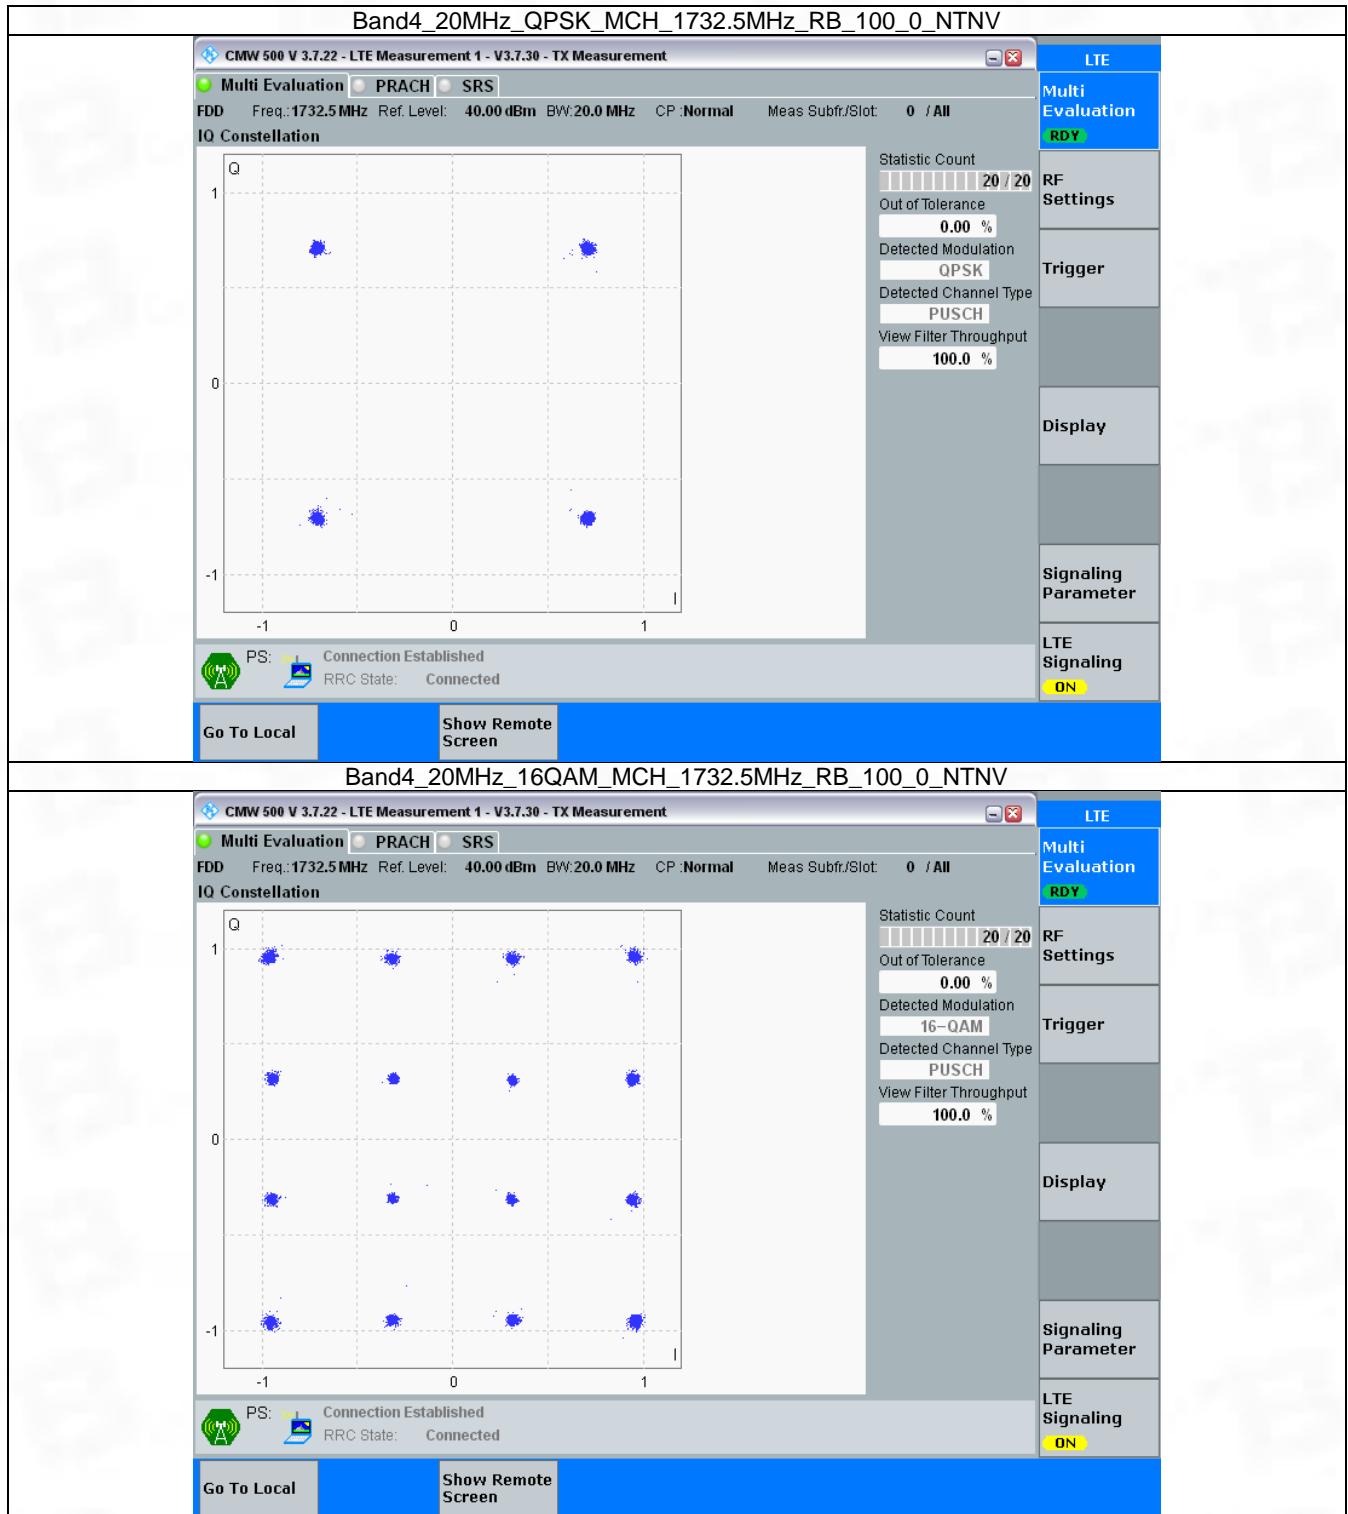 Band4_20MHz_QPSK_MCH_1732.5MHz_RB_100_0_NTNV
CMW 500 V 3.7.22 - LTE Measurement 1 - V3.7.30 - TX Measurement
LTE
Multi Evaluation PRACH SRS
Multi
Evaluation
RDY
FDD Freq.:1732.5 MHz Ref. Level: 40.00 dBm BW:20.0 MHz CP :Normal Meas Subfr./Slot: 0 / All
IQ Constellation
Q
1
0
-1
I
-1 0 1
Statistic Count
20 / 20
Out of Tolerance
0.00 %
Detected Modulation
QPSK
Detected Channel Type
PUSCH
View Filter Throughput
100.0 %
RF
Settings
Trigger
Display
Signaling
Parameter
LTE
Signaling
ON
PS: Connection Established
RRC State: Connected
Go To Local
Show Remote
Screen
Band4_20MHz_16QAM_MCH_1732.5MHz_RB_100_0_NTNV
CMW 500 V 3.7.22 - LTE Measurement 1 - V3.7.30 - TX Measurement
LTE
Multi Evaluation PRACH SRS
Multi
Evaluation
RDY
FDD Freq.:1732.5 MHz Ref. Level: 40.00 dBm BW:20.0 MHz CP :Normal Meas Subfr./Slot: 0 / All
IQ Constellation
Q
1
0
-1
I
-1 0 1
Statistic Count
20 / 20
Out of Tolerance
0.00 %
Detected Modulation
16-QAM
Detected Channel Type
PUSCH
View Filter Throughput
100.0 %
RF
Settings
Trigger
Display
Signaling
Parameter
LTE
Signaling
ON
PS: Connection Established
RRC State: Connected
Go To Local
Show Remote
Screen